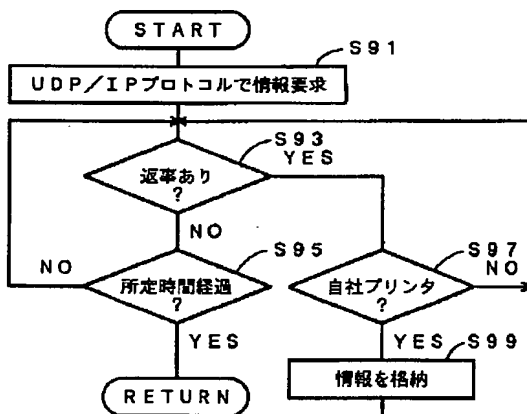 START
S91
UDP/IPプロトコルで情報要求
S93
YES
返事あり
?
NO
S95
S97
NO
所定時間経過
?
自社プリンタ
?
NO
YES
YES
S99
RETURN
情報を格納